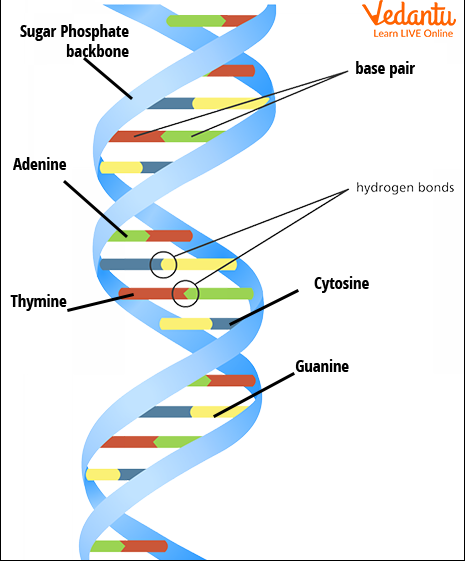 Vedantu
Learn LIVE Online
Sugar Phosphate
backbone
base pair
Adenine
hydrogen bonds
Thymine
Cytosine
Guanine